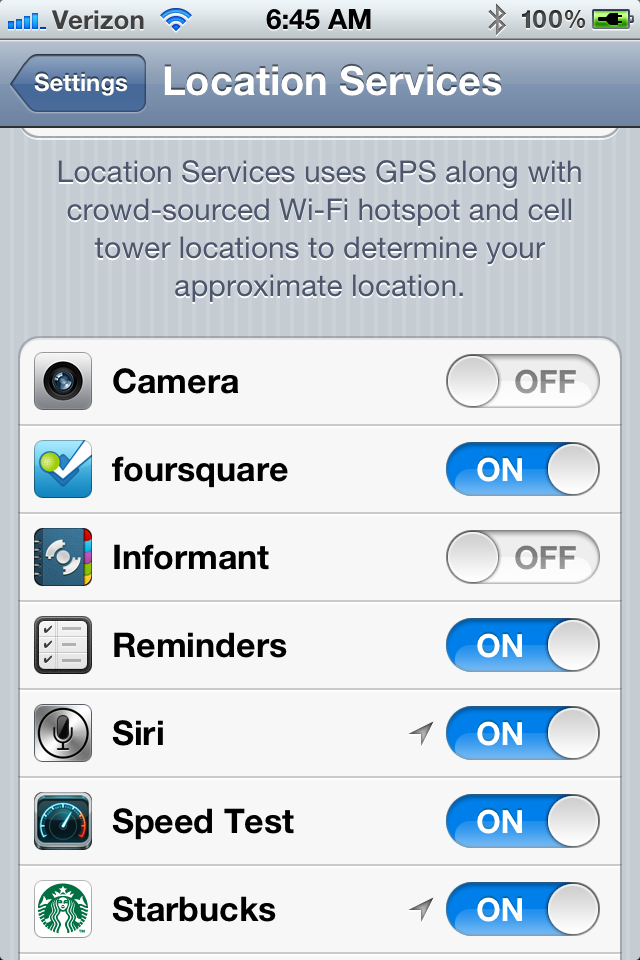 Verizon 6:45 AM 100%
Settings Location Services
Location Services uses GPS along with
crowd-sourced Wi-Fi hotspot and cell
tower locations to determine your
approximate location.
Camera OFF
foursquare ON
Informant OFF
Reminders ON
Siri ON
Speed Test ON
Starbucks ON